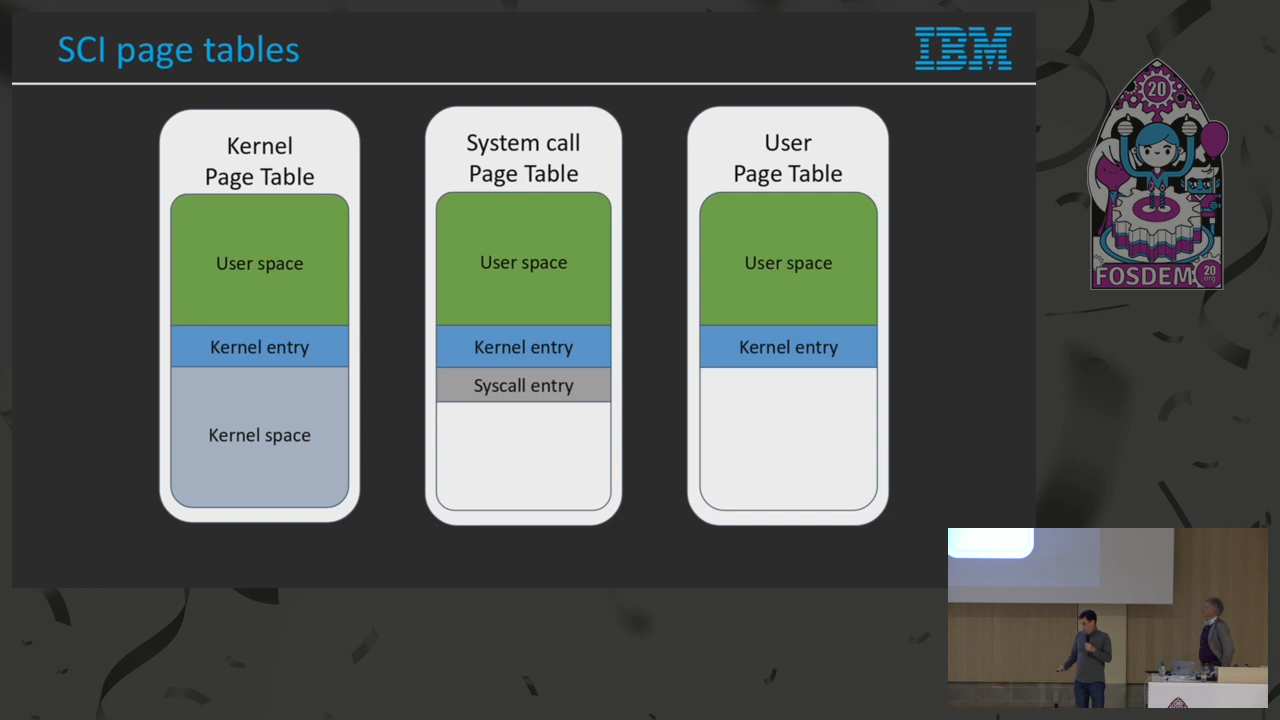 SCI page tables
IBM
Kernel
Page Table
User space
Kernel entry
Kernel space
System call
Page Table
User space
Kernel entry
Syscall entry
User
Page Table
User space
Kernel entry
20
FOSDEM
20
.org